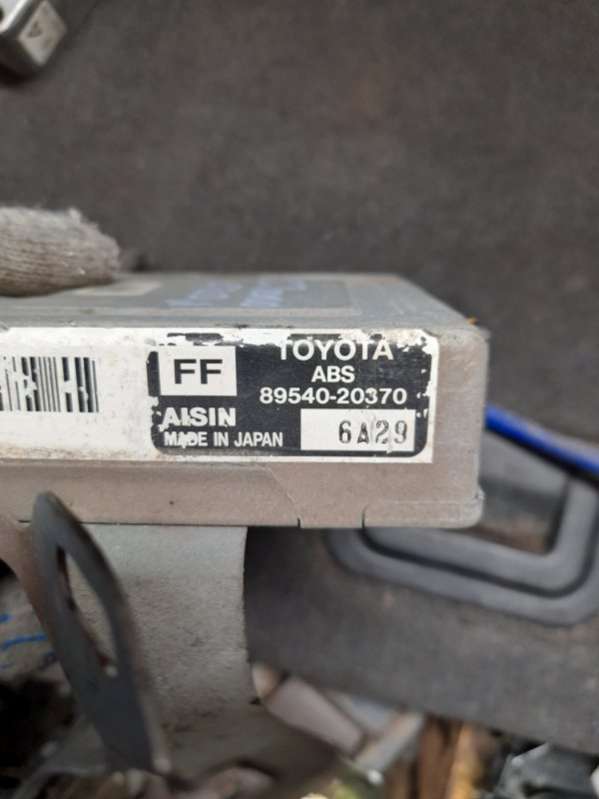 FF
TOYOTA
ABS
89540-20370
AISIN
MADE IN JAPAN
6A29